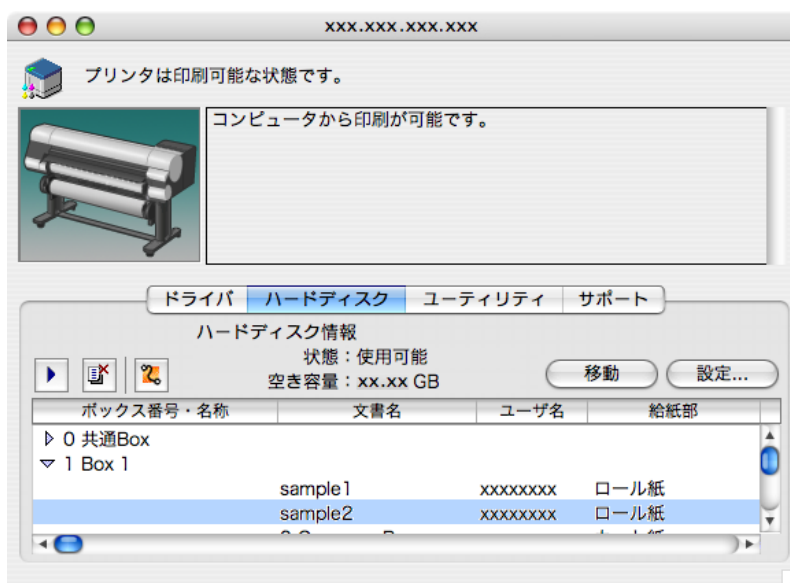 xxx.xxx.xxx.xxx
プリンタは印刷可能な状態です。
コンピュータから印刷が可能です。
ドライバ ハードディスク ユーティリティ サポート
ハードディスク情報
状態：使用可能
空き容量：xx.xx GB
移動 設定...
ボックス番号・名称 文書名 ユーザ名 給紙部
0 共通Box
1 Box 1
sample1 xxxxxxxx ロール紙
sample2 xxxxxxxx ロール紙